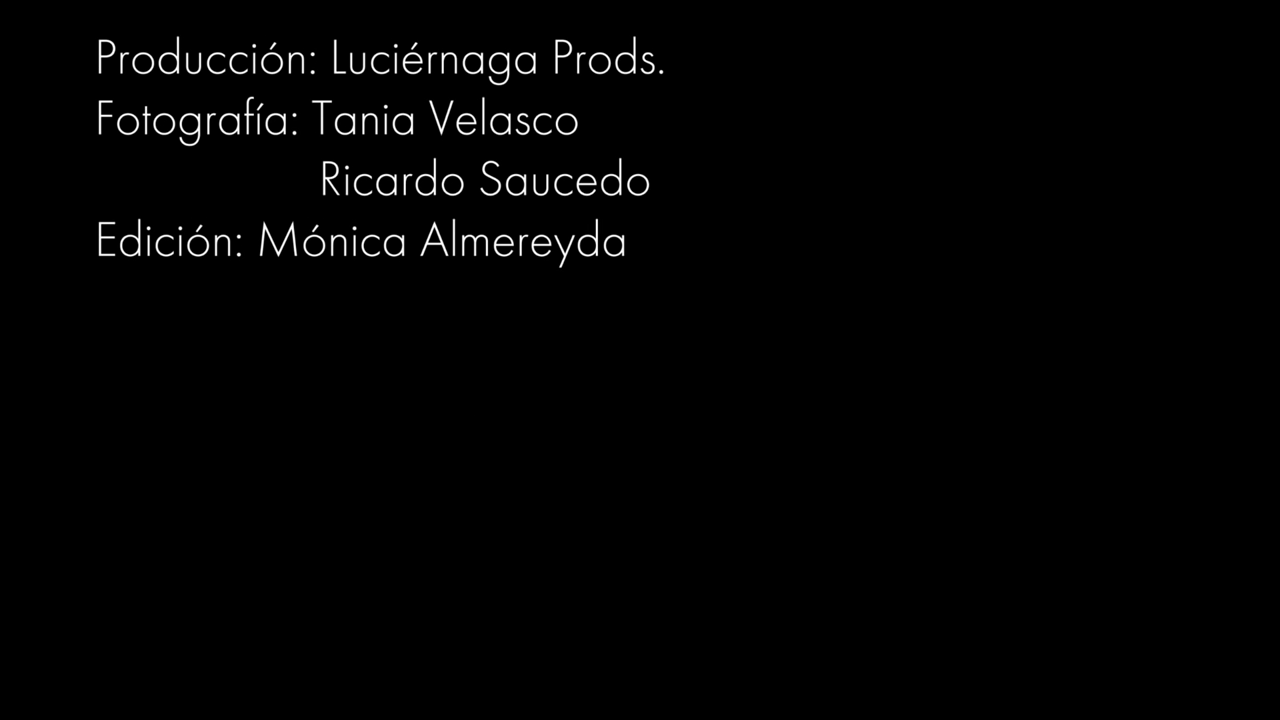 Producción: Luciérnaga Prods.
Fotografía: Tania Velasco
Ricardo Saucedo
Edición: Mónica Almereyda